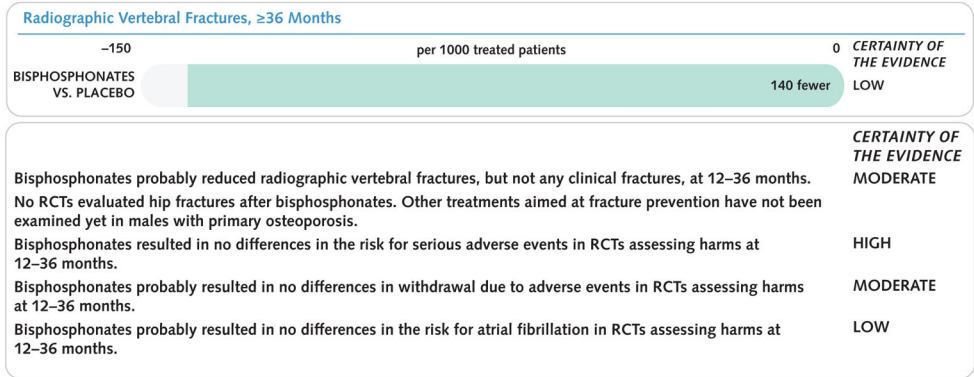 Radiographic Vertebral Fractures, ≥36 Months
–150 per 1000 treated patients 0 CERTAINTY OF
THE EVIDENCE
BISPHOSPHONATES
VS. PLACEBO
140 fewer LOW
CERTAINTY OF
THE EVIDENCE
Bisphosphonates probably reduced radiographic vertebral fractures, but not any clinical fractures, at 12–36 months. MODERATE
No RCTs evaluated hip fractures after bisphosphonates. Other treatments aimed at fracture prevention have not been
examined yet in males with primary osteoporosis.
Bisphosphonates resulted in no differences in the risk for serious adverse events in RCTs assessing harms at HIGH
12–36 months.
Bisphosphonates probably resulted in no differences in withdrawal due to adverse events in RCTs assessing harms MODERATE
at 12–36 months.
Bisphosphonates probably resulted in no differences in the risk for atrial fibrillation in RCTs assessing harms at LOW
12–36 months.